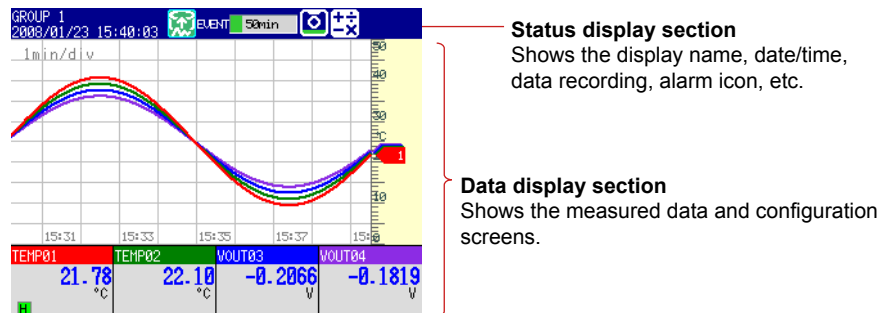 GROUP 1
2008/01/23 15:40:03
EVENT 50min
1min/div
50
40
30
°C
10
0
1
15:31 15:33 15:35 15:37
TEMP01 TEMP02 VOUT03 VOUT04
21.78 22.10 -0.2066 -0.1819
°C °C V V
H
Status display section
Shows the display name, date/time,
data recording, alarm icon, etc.
Data display section
Shows the measured data and configuration
screens.